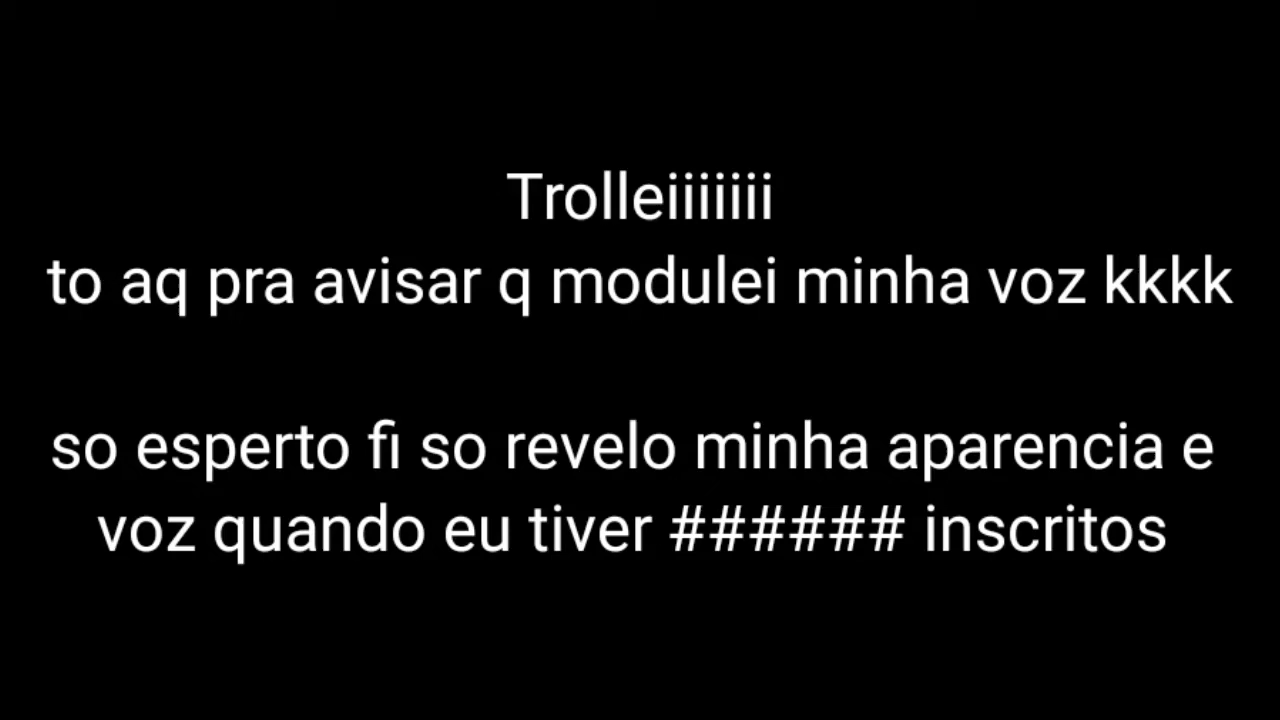 Trolleiiiiiii
to aq pra avisar q modulei minha voz kkkk
so esperto fi so revelo minha aparencia e
voz quando eu tiver ###### inscritos